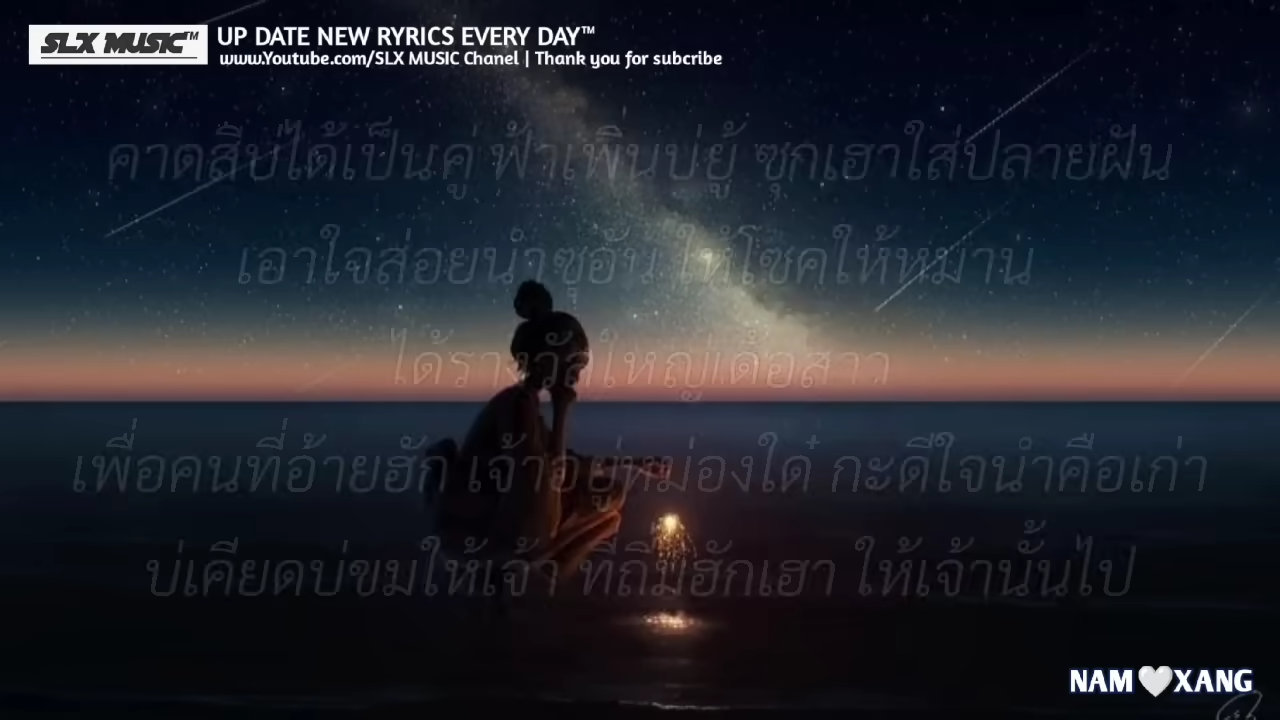 SLX MUSIC™
UP DATE NEW RYRICS EVERY DAY™
www.Youtube.com/SLX MUSIC Chanel | Thank you for subcribe
คาดสิบ่ได้เป็นคู่ ฟ้าเพิ่นบ่ยู้ ซุกเฮาใส่ปลายฝัน
เอาใจส่อยนำซูอ้น ให้โซคให้หม่าน
ได้รางวัลใหญ่เด้อสาว
เพื่อคนที่อ้ายฮัก เจ้าอยู่หม่องใด๋ กะดีใจนำคือเก่า
บ่เคียดบ่ขมให้เจ้า ที่ถิ่มฮักเฮา ให้เจ้านั้นไป
NAM🤍XANG